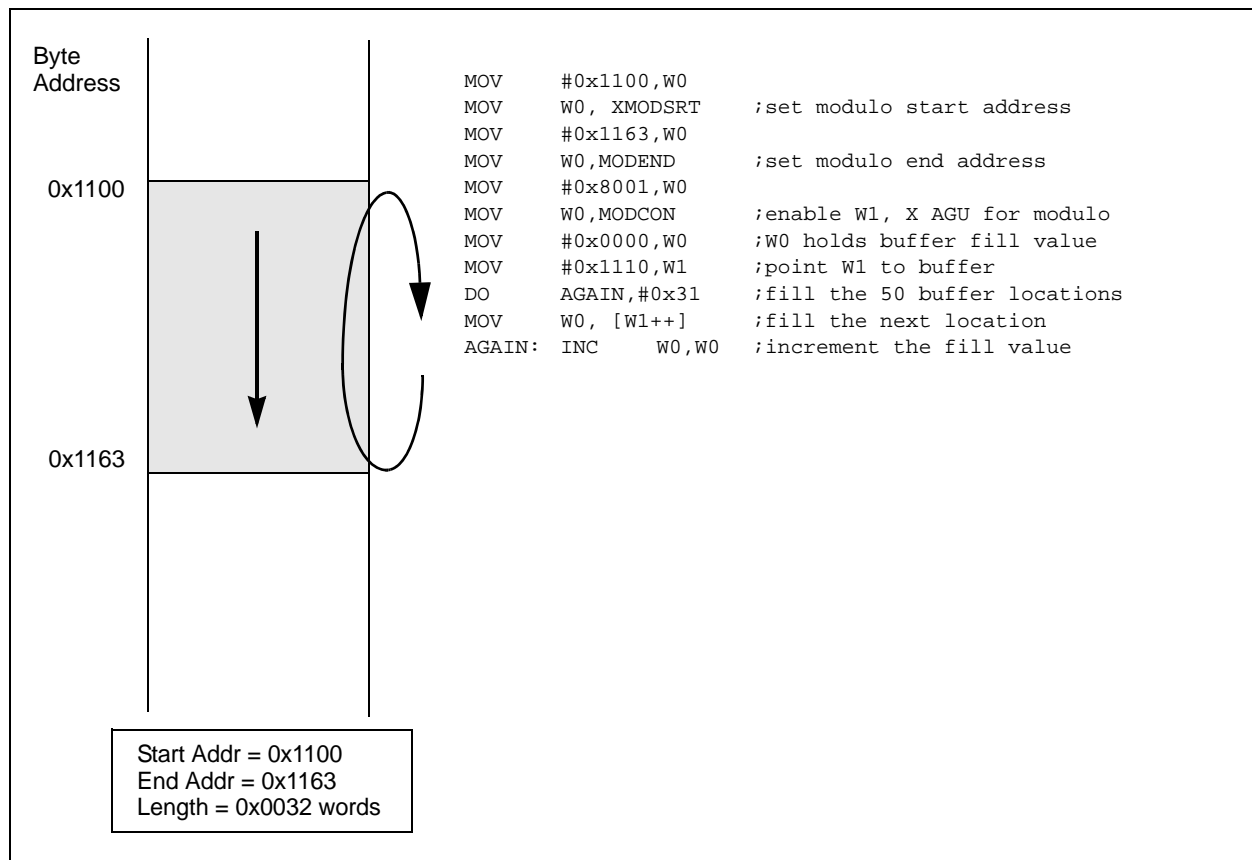 Byte
Address
0x1100
0x1163
MOV #0x1100,W0
MOV W0, XMODSRT ;set modulo start address
MOV #0x1163,W0
MOV W0,MODEND ;set modulo end address
MOV #0x8001,W0
MOV W0,MODCON ;enable W1, X AGU for modulo
MOV #0x0000,W0 ;W0 holds buffer fill value
MOV #0x1110,W1 ;point W1 to buffer
DO AGAIN,#0x31 ;fill the 50 buffer locations
MOV W0, [W1++] ;fill the next location
AGAIN: INC W0,W0 ;increment the fill value
Start Addr = 0x1100
End Addr = 0x1163
Length = 0x0032 words